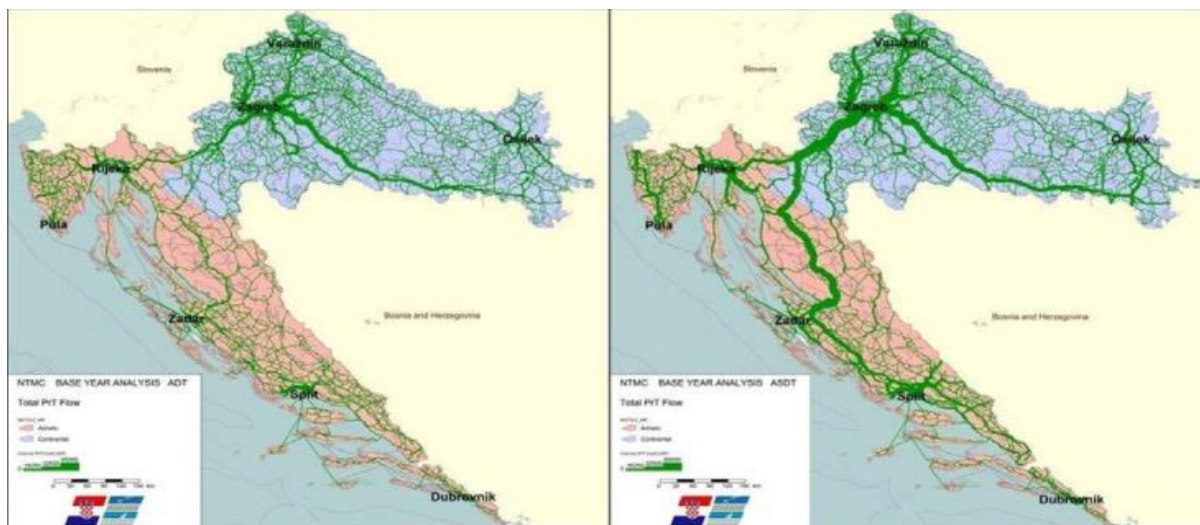 Varaždin
Slovenia
Zagreb
Osijek
Rijeka
Pula
Zadar
Bosnia and Herzegovina
Split
Dubrovnik
NTMC BASE YEAR ANALYSIS ADT
Total PrT Flow
Adriatic
Continental
Varaždin
Slovenia
Zagreb
Osijek
Rijeka
Pula
Zadar
Bosnia and Herzegovina
Split
Dubrovnik
NTMC BASE YEAR ANALYSIS ASDT
Total PrT Flow
Adriatic
Continental